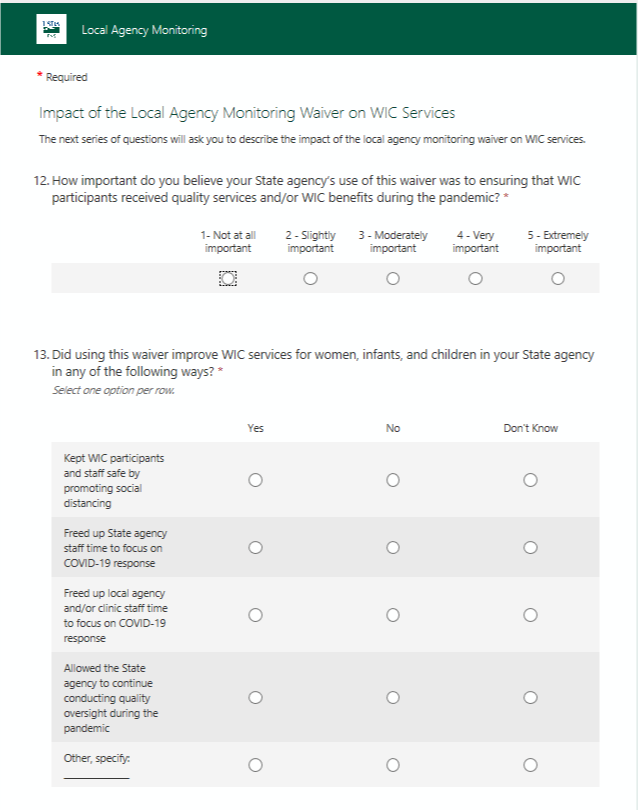 Local Agency Monitoring
* Required
Impact of the Local Agency Monitoring Waiver on WIC Services
The next series of questions will ask you to describe the impact of the local agency monitoring waiver on WIC services.
12. How important do you believe your State agency's use of this waiver was to ensuring that WIC
participants received quality services and/or WIC benefits during the pandemic? *
1- Not at all important
2 - Slightly important
3 - Moderately important
4 - Very important
5 - Extremely important
13. Did using this waiver improve WIC services for women, infants, and children in your State agency
in any of the following ways? *
Select one option per row.
Yes No Don't Know
Kept WIC participants
and staff safe by
promoting social
distancing
Freed up State agency
staff time to focus on
COVID-19 response
Freed up local agency
and/or clinic staff time
to focus on COVID-19
response
Allowed the State
agency to continue
conducting quality
oversight during the
pandemic
Other, specify: